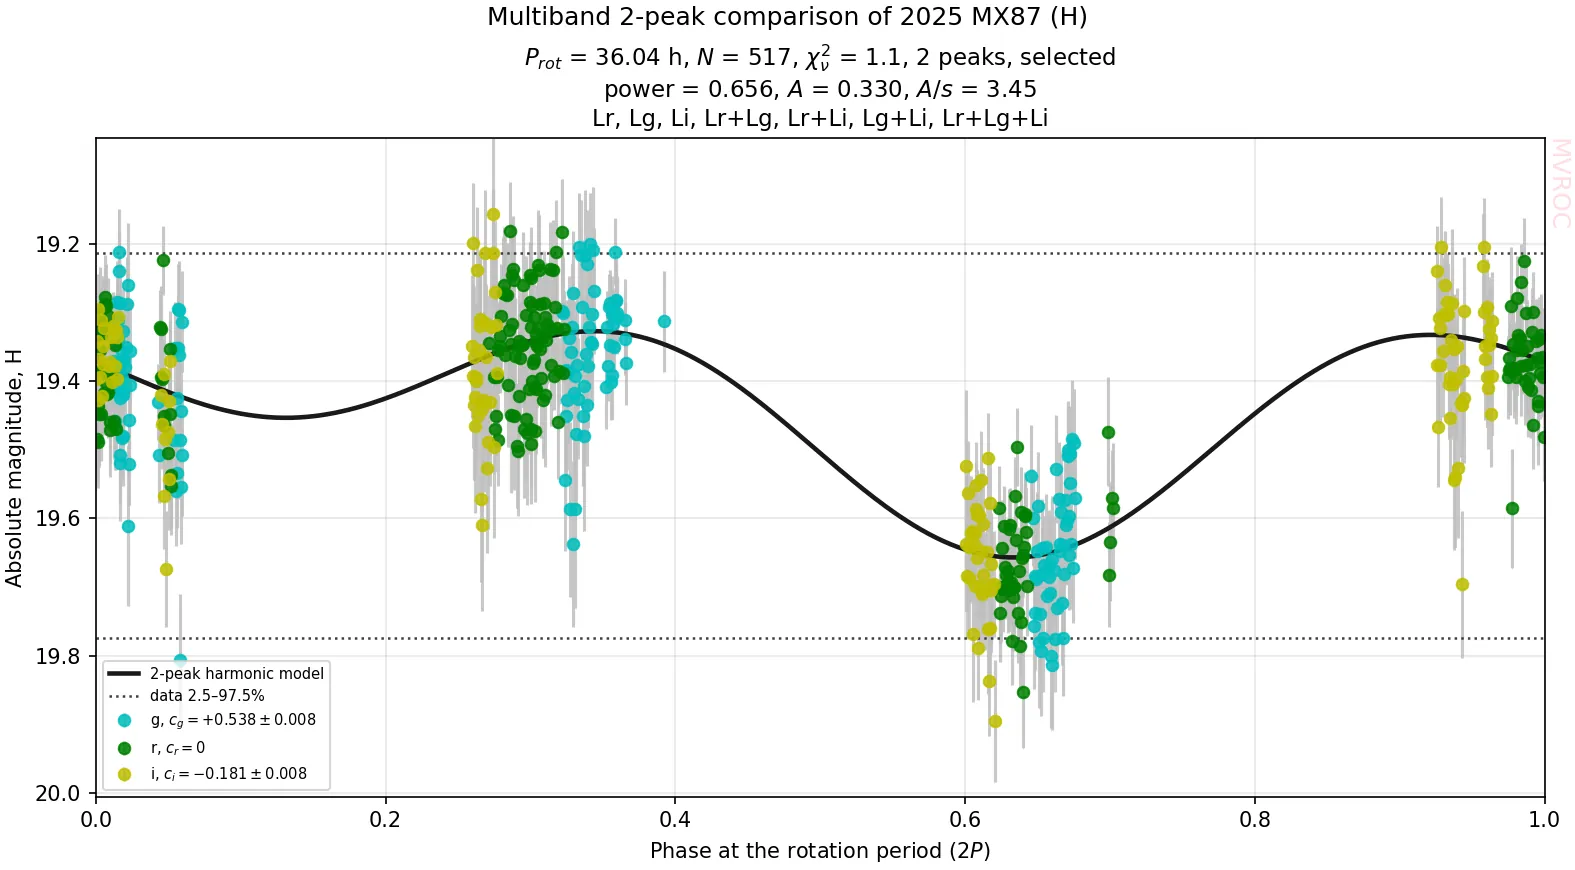 Multiband 2-peak comparison of 2025 MX87 (H)
P_rot = 36.04 h, N = 517, χ²_ν = 1.1, 2 peaks, selected
power = 0.656, A = 0.330, A/s = 3.45
Lr, Lg, Li, Lr+Lg, Lr+Li, Lg+Li, Lr+Lg+Li
MVROC
Absolute magnitude, H
19.2
19.4
19.6
19.8
20.0
2-peak harmonic model
data 2.5–97.5%
g, c_g = +0.538 ± 0.008
r, c_r = 0
i, c_i = −0.181 ± 0.008
0.0 0.2 0.4 0.6 0.8 1.0
Phase at the rotation period (2P)